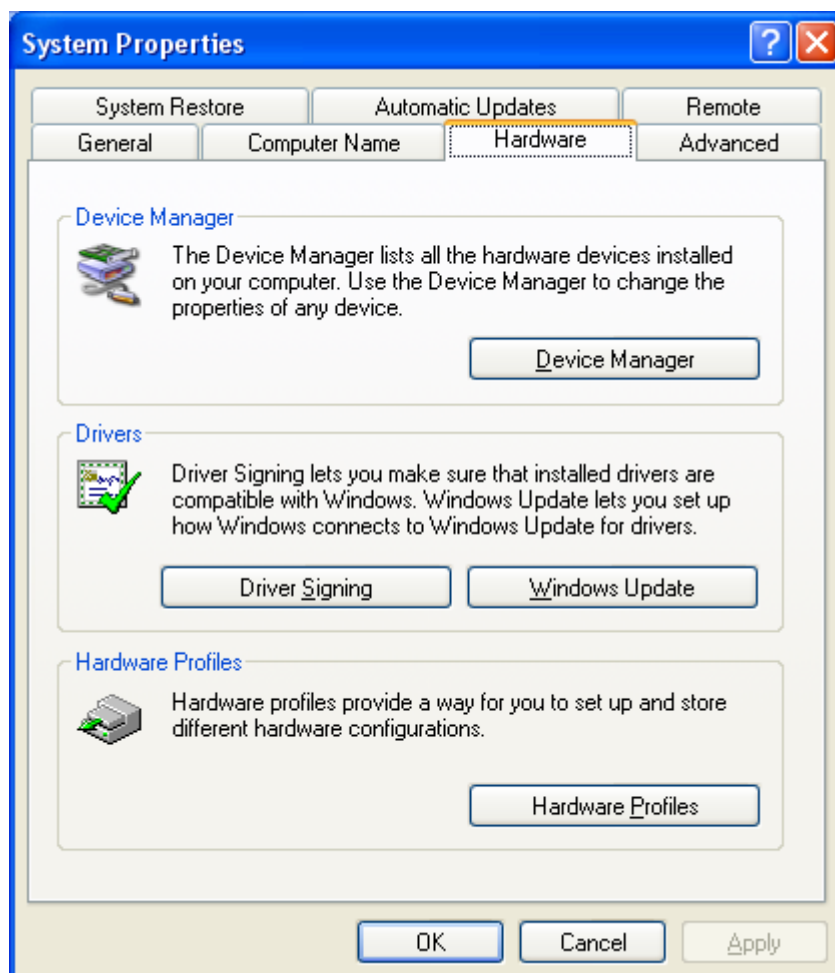 System Properties
System Restore Automatic Updates Remote
General Computer Name Hardware Advanced
Device Manager
The Device Manager lists all the hardware devices installed
on your computer. Use the Device Manager to change the
properties of any device.
Device Manager
Drivers
Driver Signing lets you make sure that installed drivers are
compatible with Windows. Windows Update lets you set up
how Windows connects to Windows Update for drivers.
Driver Signing Windows Update
Hardware Profiles
Hardware profiles provide a way for you to set up and store
different hardware configurations.
Hardware Profiles
OK Cancel Apply